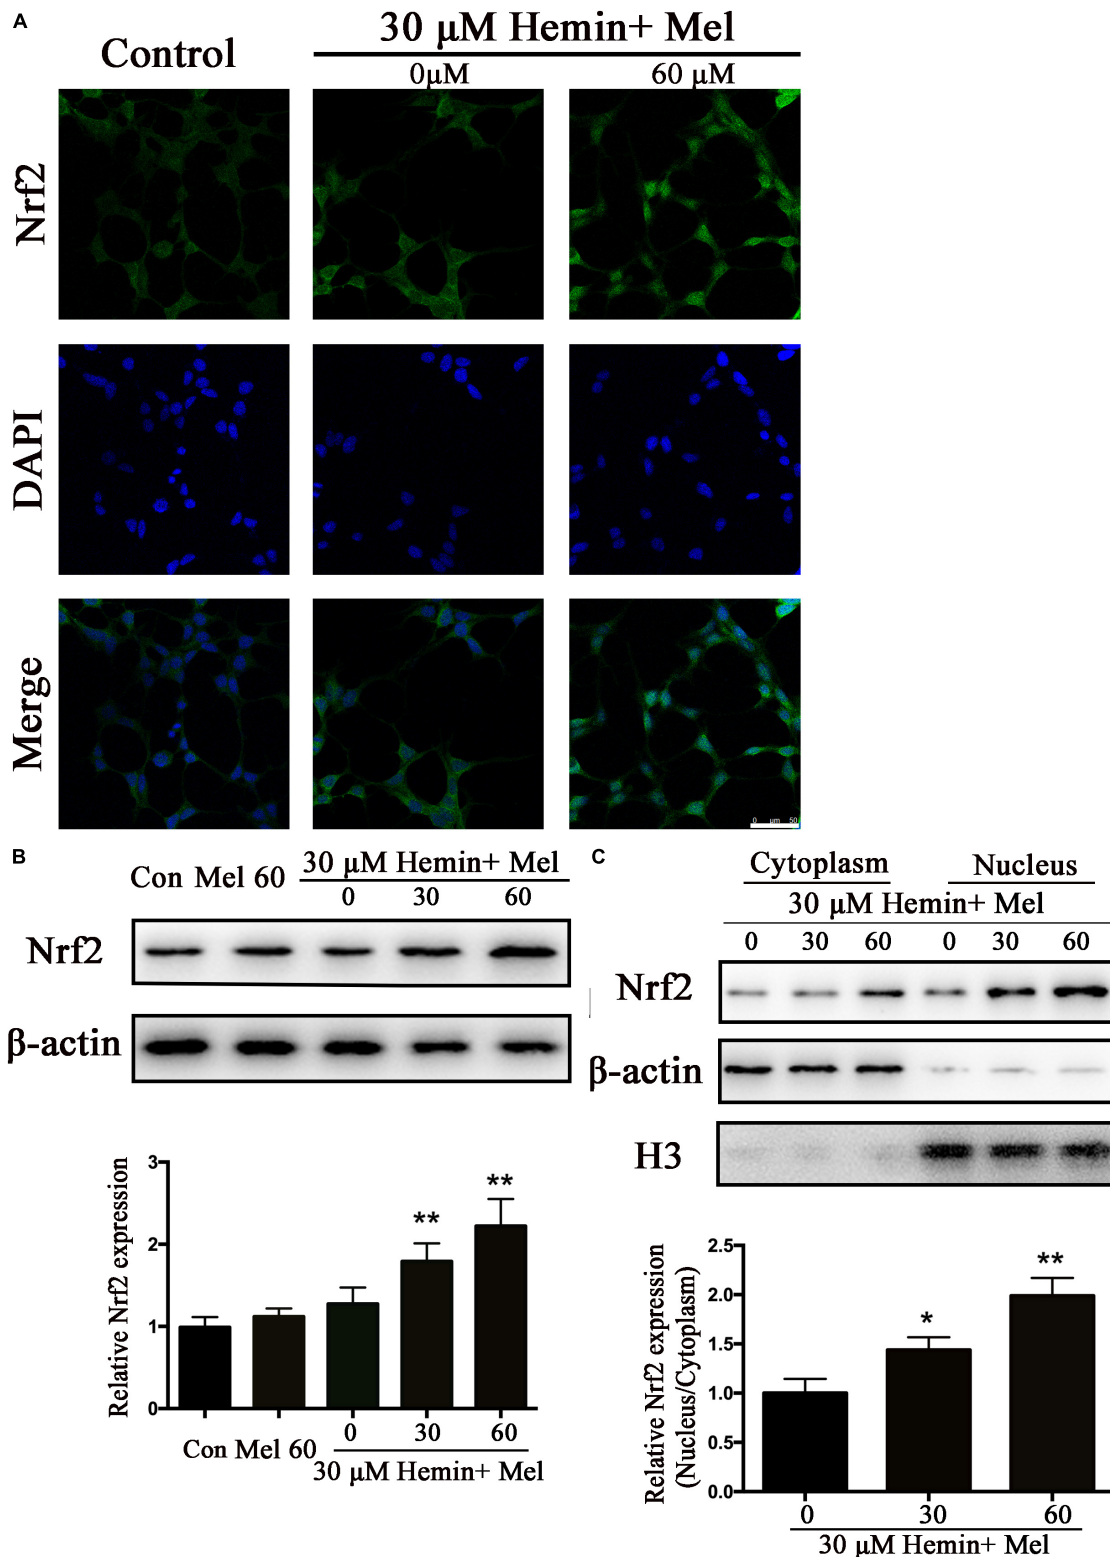 A
Control
30 μM Hemin+ Mel
0μM
60 μM
Nrf2
DAPI
Merge
0 μm 50
B
Con Mel 60
30 μM Hemin+ Mel
0 30 60
Nrf2
β-actin
3
2
1
0
Relative Nrf2 expression
**
**
Con Mel 60
0 30 60
30 μM Hemin+ Mel
C
Cytoplasm Nucleus
30 μM Hemin+ Mel
0 30 60 0 30 60
Nrf2
β-actin
H3
2.5
2.0
1.5
1.0
0.5
0.0
Relative Nrf2 expression
(Nucleus/Cytoplasm)
*
**
0 30 60
30 μM Hemin+ Mel